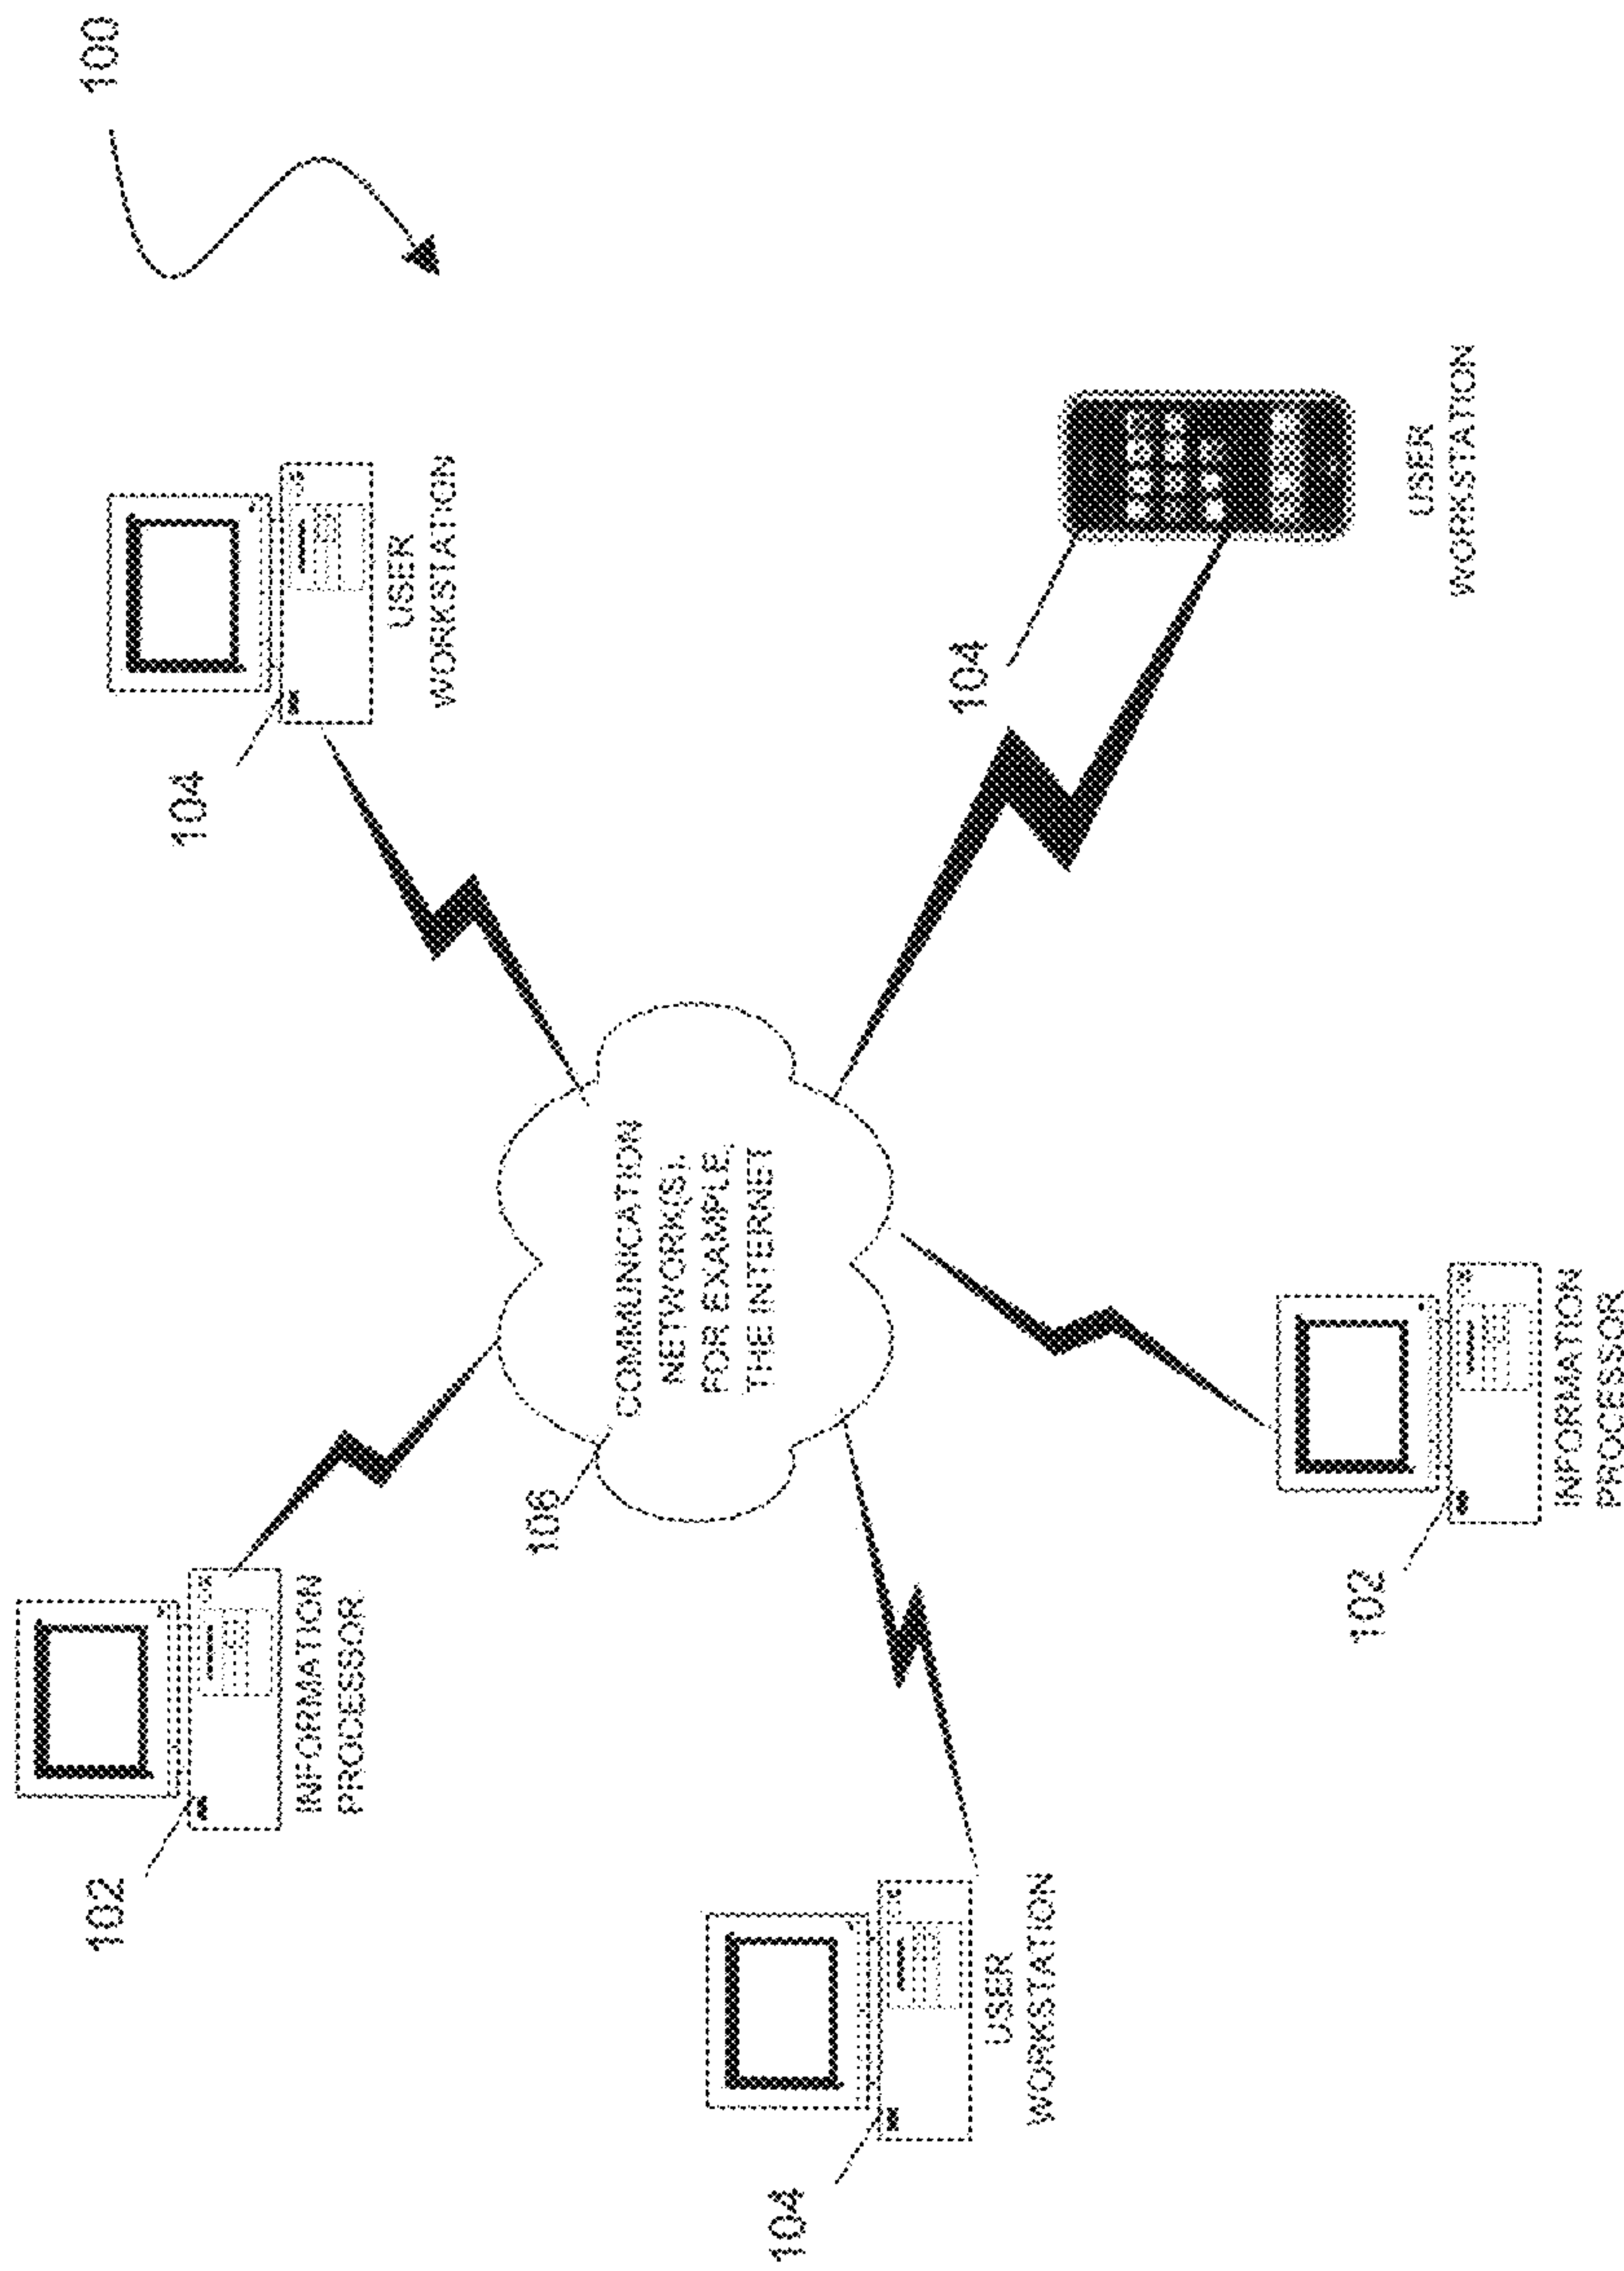 100
102
INFORMATION
PROCESSOR
104
USER
WORKSTATION
106
COMMUNICATION
NETWORK(S),
FOR EXAMPLE,
THE INTERNET
104
USER
WORKSTATION
104
USER
WORKSTATION
102
INFORMATION
PROCESSOR